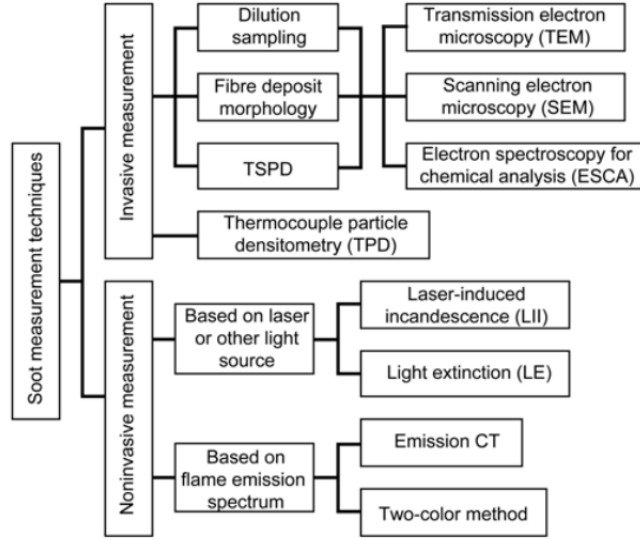 Soot measurement techniques
Invasive measurement
Dilution
sampling
Fibre deposit
morphology
TSPD
Transmission electron
microscopy (TEM)
Scanning electron
microscopy (SEM)
Electron spectroscopy for
chemical analysis (ESCA)
Thermocouple particle
densitometry (TPD)
Noninvasive measurement
Based on laser
or other light
source
Laser-induced
incandescence (LII)
Light extinction (LE)
Based on
flame emission
spectrum
Emission CT
Two-color method